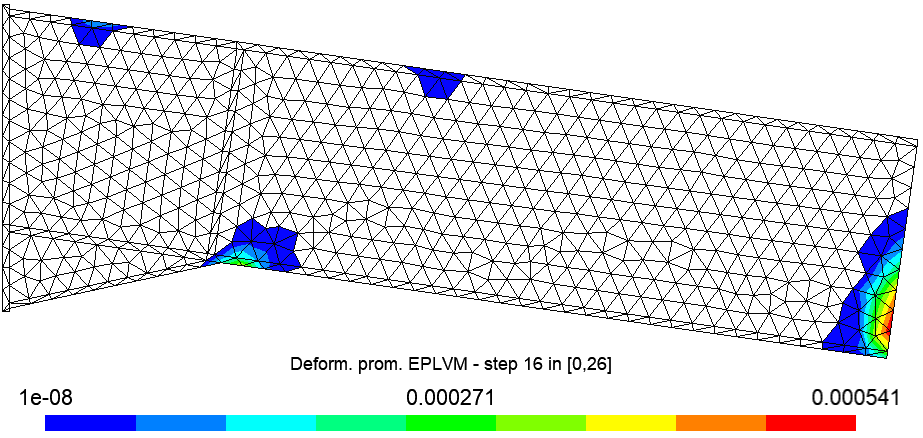 Deform. prom. EPLVM - step 16 in [0,26]
1e-08 0.000271 0.000541